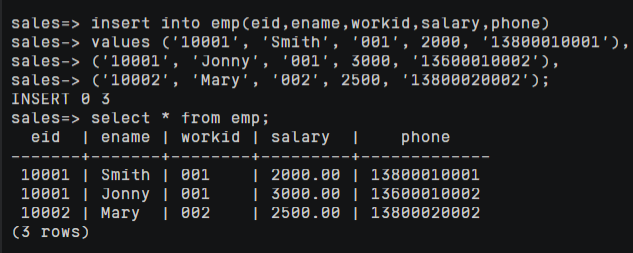 sales=> insert into emp(eid,ename,workid,salary,phone)
sales-> values ('10001', 'Smith', '001', 2000, '13800010001'),
sales-> ('10001', 'Jonny', '001', 3000, '13600010002'),
sales-> ('10002', 'Mary', '002', 2500, '13800020002');
INSERT 0 3
sales=> select * from emp;
  eid  | ename | workid | salary  |    phone
-------+-------+--------+---------+-------------
 10001 | Smith | 001    | 2000.00 | 13800010001
 10001 | Jonny | 001    | 3000.00 | 13600010002
 10002 | Mary  | 002    | 2500.00 | 13800020002
(3 rows)